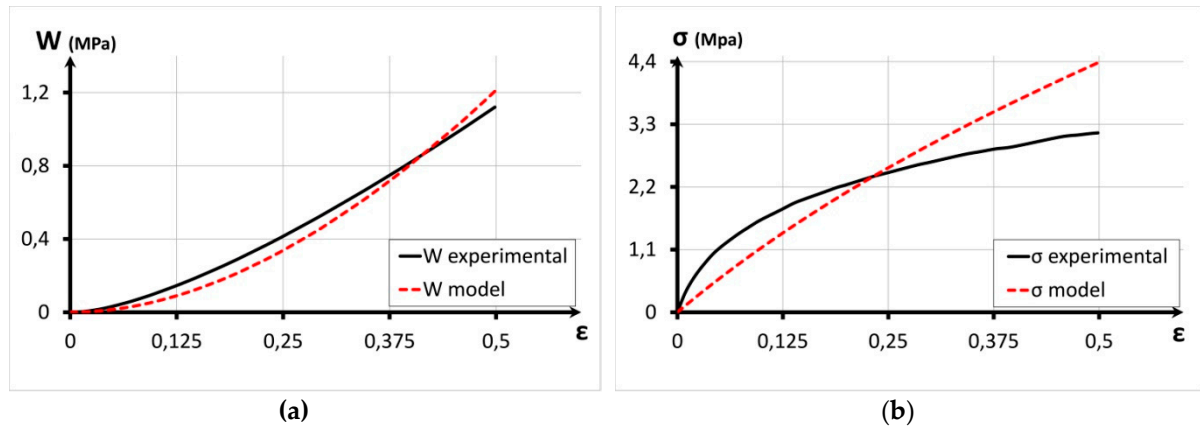 W (MPa)
1,2
0,8
0,4
0
0 0,125 0,25 0,375 0,5 ε
W experimental
W model
(a)
σ (Mpa)
4,4
3,3
2,2
1,1
0
0 0,125 0,25 0,375 0,5 ε
σ experimental
σ model
(b)